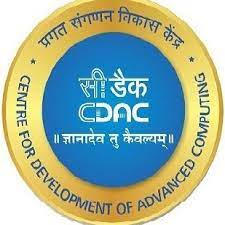 प्रगत संगणन विकास केंद्र
सी डैक
CDAC
॥ ज्ञानादेव तु कैवल्यम् ॥
CENTRE FOR DEVELOPMENT OF ADVANCED COMPUTING